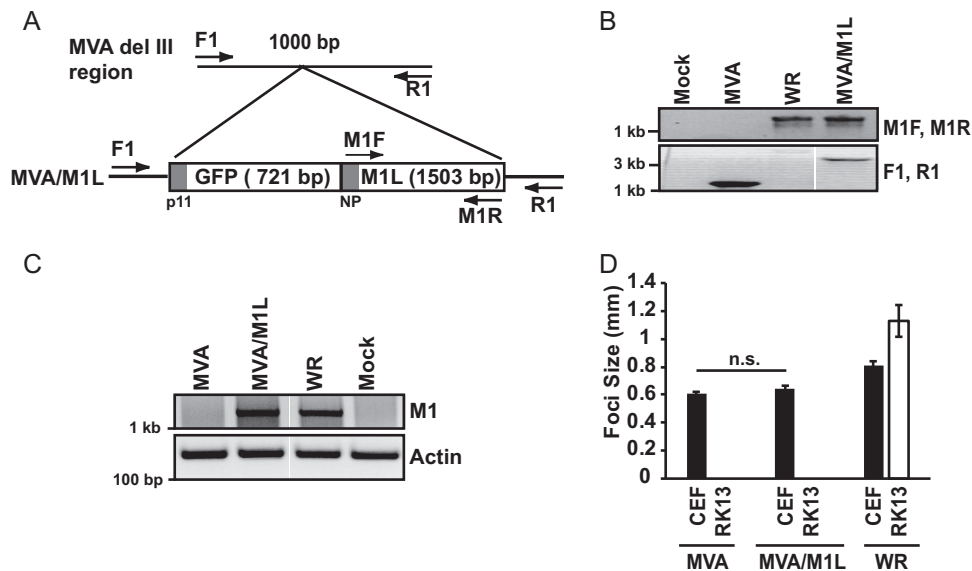 A
MVA del III
region
F1
1000 bp
R1
MVA/M1L
F1
M1F
GFP ( 721 bp)
M1L (1503 bp)
p11
NP
M1R
R1
B
Mock
MVA
WR
MVA/M1L
1 kb
M1F, M1R
3 kb
1 kb
F1, R1
C
MVA
MVA/M1L
WR
Mock
M1
1 kb
Actin
100 bp
D
Foci Size (mm)
1.4
1.2
1
0.8
0.6
0.4
0.2
0
n.s.
CEF
RK13
CEF
RK13
CEF
RK13
MVA
MVA/M1L
WR